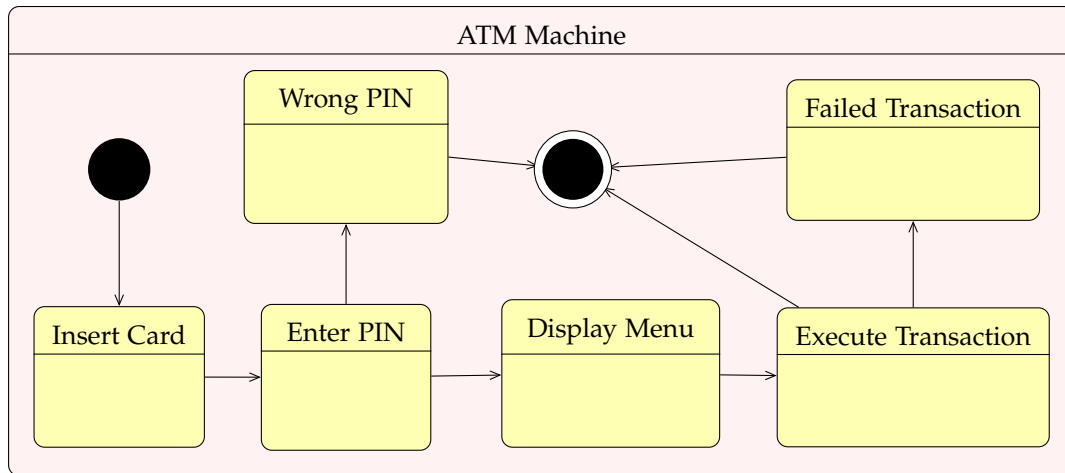 ATM Machine
Wrong PIN
Failed Transaction
Insert Card
Enter PIN
Display Menu
Execute Transaction